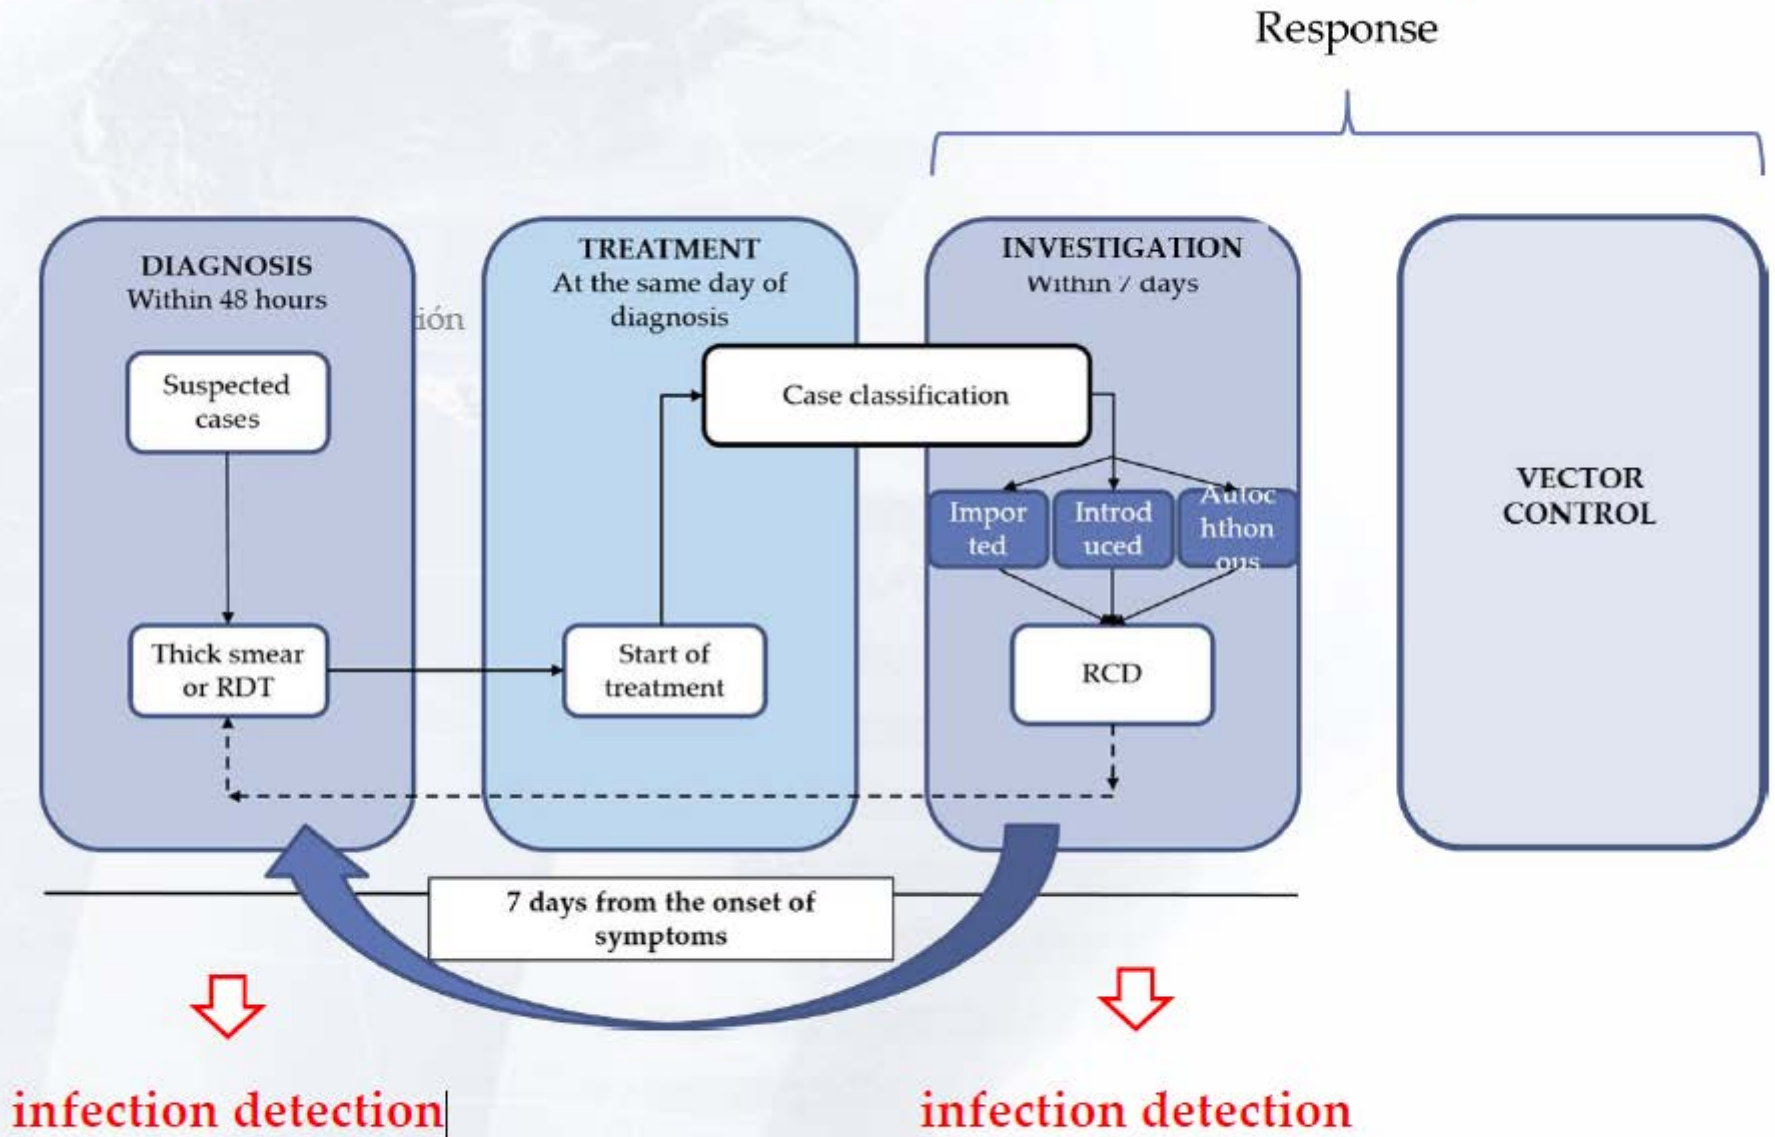 Response
DIAGNOSIS
Within 48 hours
ión
Suspected
cases
Thick smear
or RDT
TREATMENT
At the same day of
diagnosis
Start of
treatment
Case classification
INVESTIGATION
Within 7 days
Impor
ted
Introd
uced
Autoc
hthon
ous
RCD
VECTOR
CONTROL
7 days from the onset of
symptoms
infection detection
infection detection